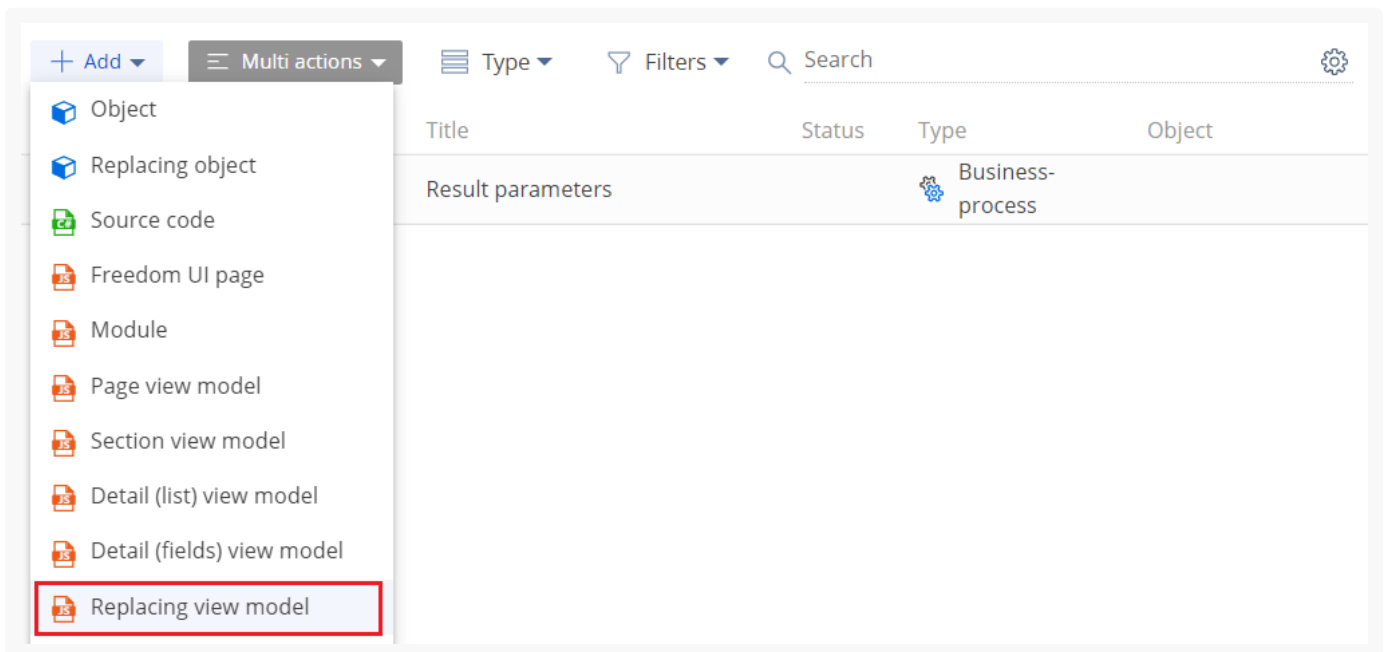 Add Multi actions Type Filters Search
Object
Replacing object
Source code
Freedom UI page
Module
Page view model
Section view model
Detail (list) view model
Detail (fields) view model
Replacing view model
Title Status Type Object
Result parameters Business-
process